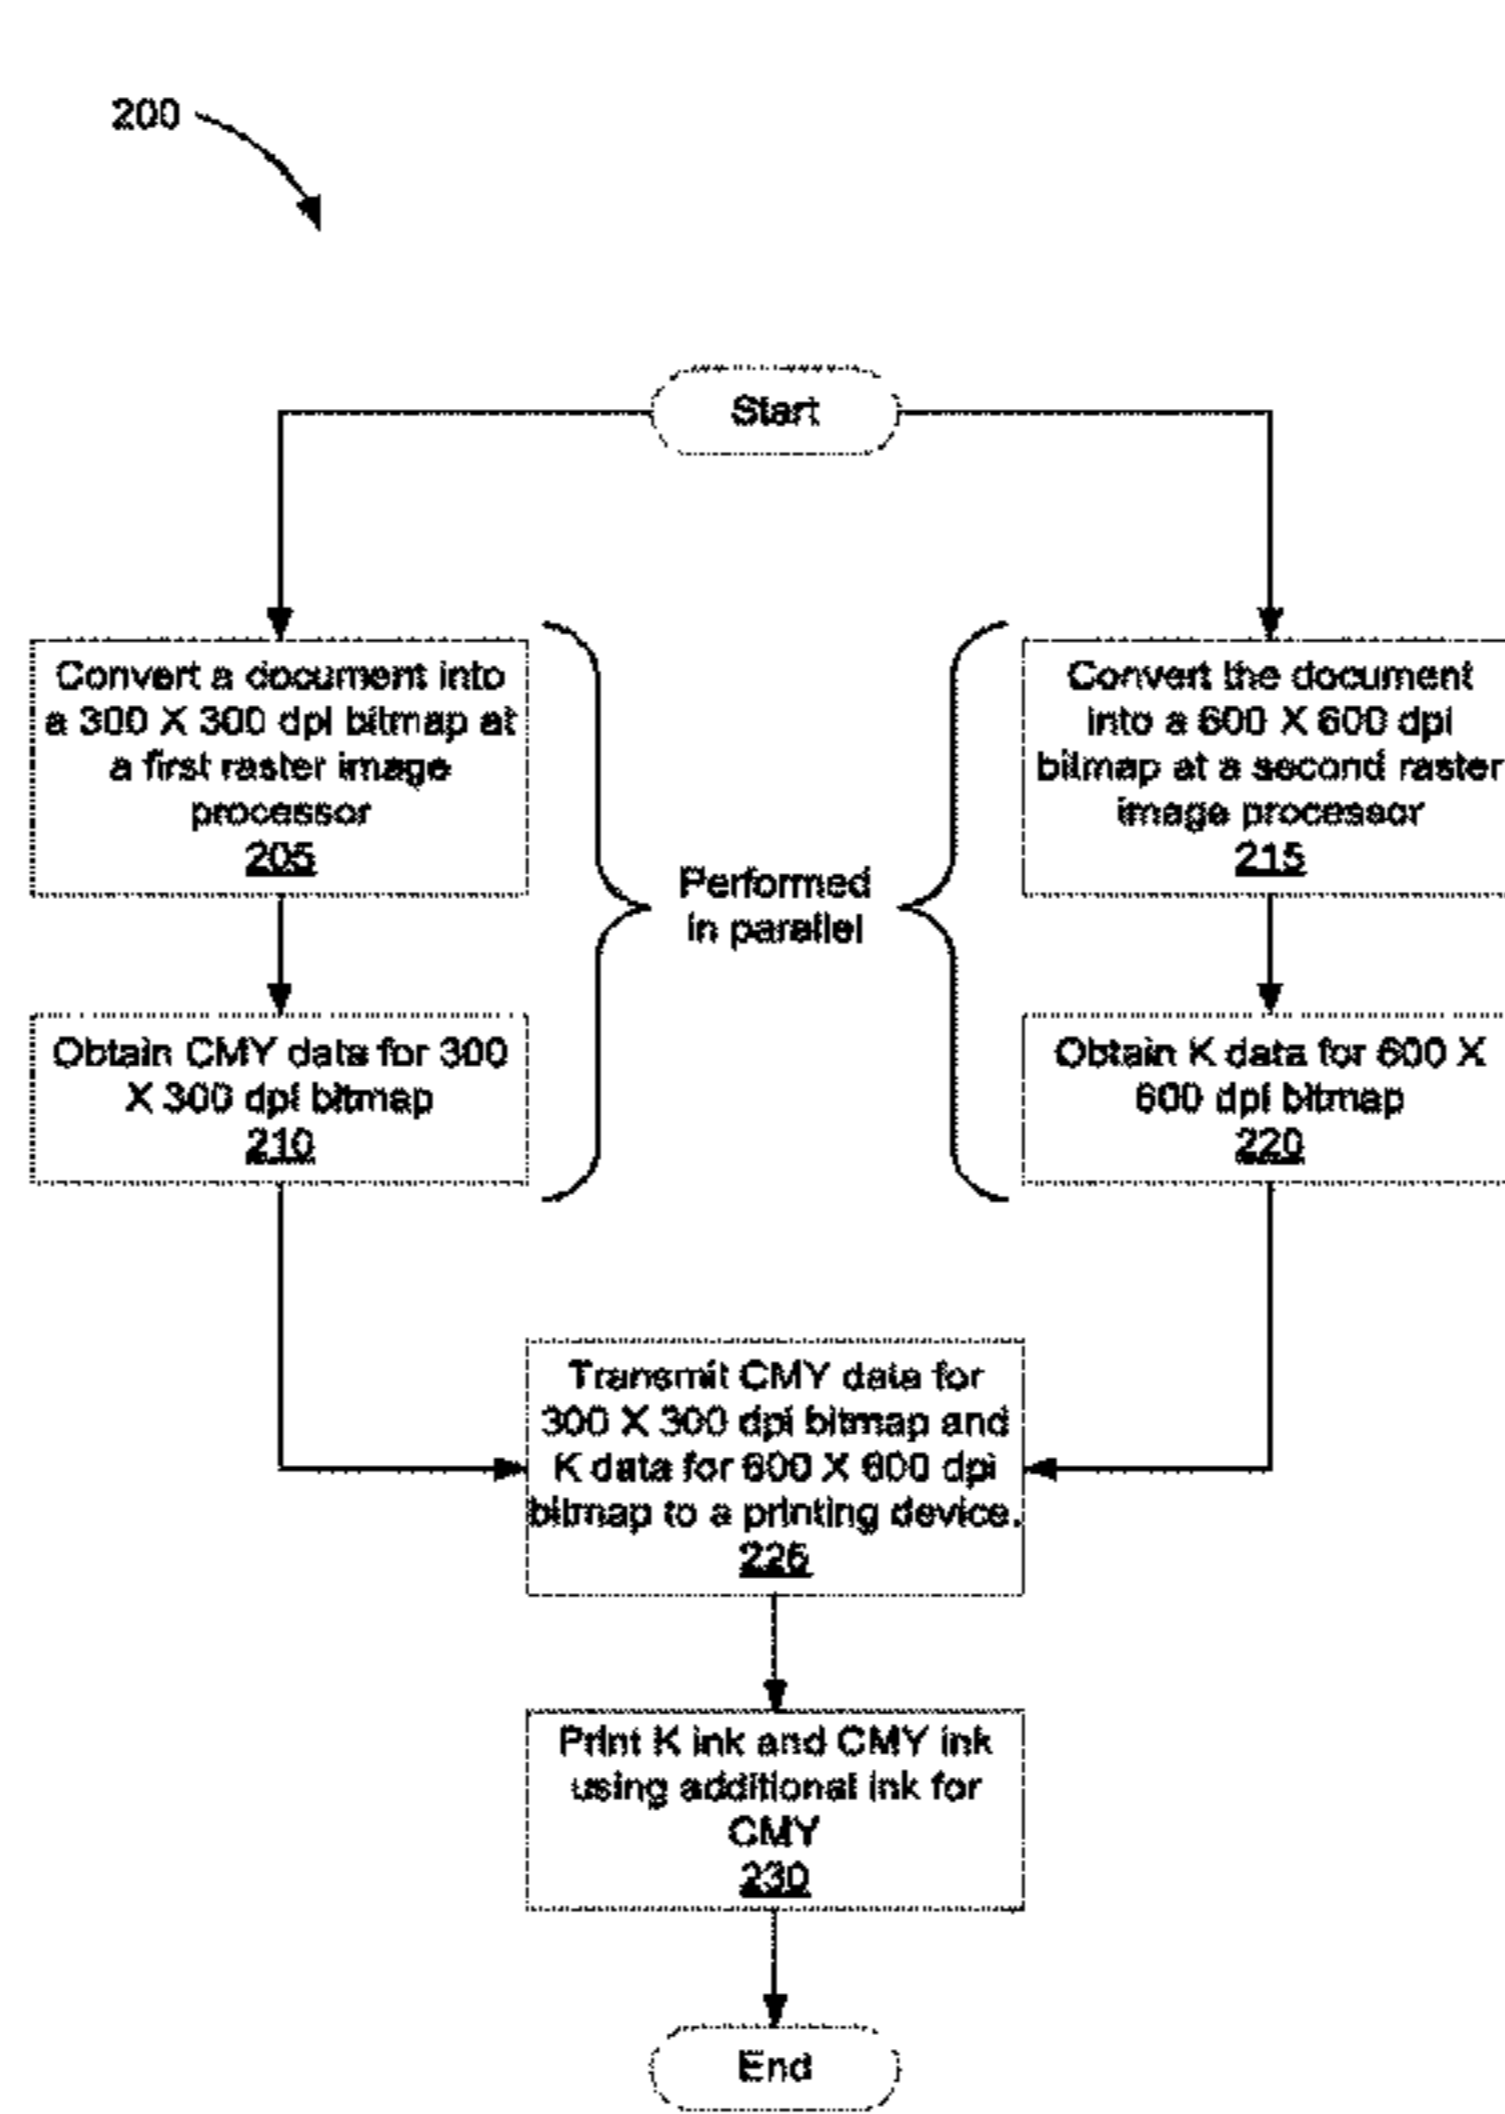 200
Start
Convert a document into
a 300 X 300 dpi bitmap at
a first raster image
processor
205
Convert the document
into a 600 X 600 dpi
bitmap at a second raster
image processor
215
Performed
in parallel
Obtain CMY data for 300
X 300 dpi bitmap
210
Obtain K data for 600 X
600 dpi bitmap
220
Transmit CMY data for
300 X 300 dpi bitmap and
K data for 600 X 600 dpi
bitmap to a printing device.
225
Print K ink and CMY ink
using additional ink for
CMY
230
End